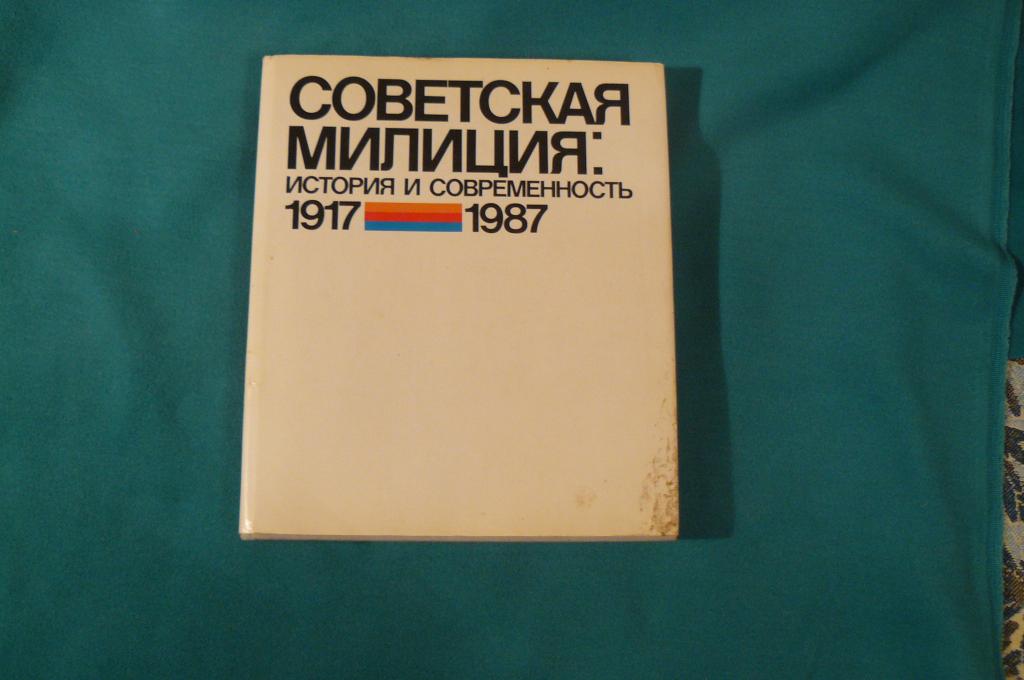 СОВЕТСКАЯ
МИЛИЦИЯ:
ИСТОРИЯ И СОВРЕМЕННОСТЬ
1917 1987